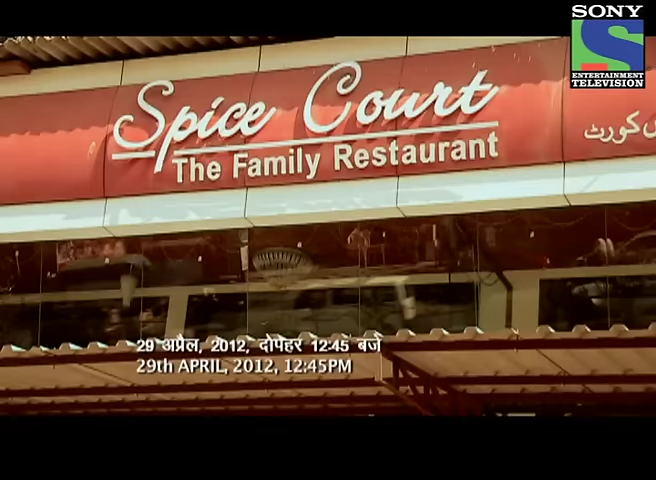 SONY
ENTERTAINMENT
TELEVISION
Spice Court
The Family Restaurant
کورٹ
29 अप्रैल, 2012, दोपहर 12:45 बजे
29th APRIL, 2012, 12:45PM